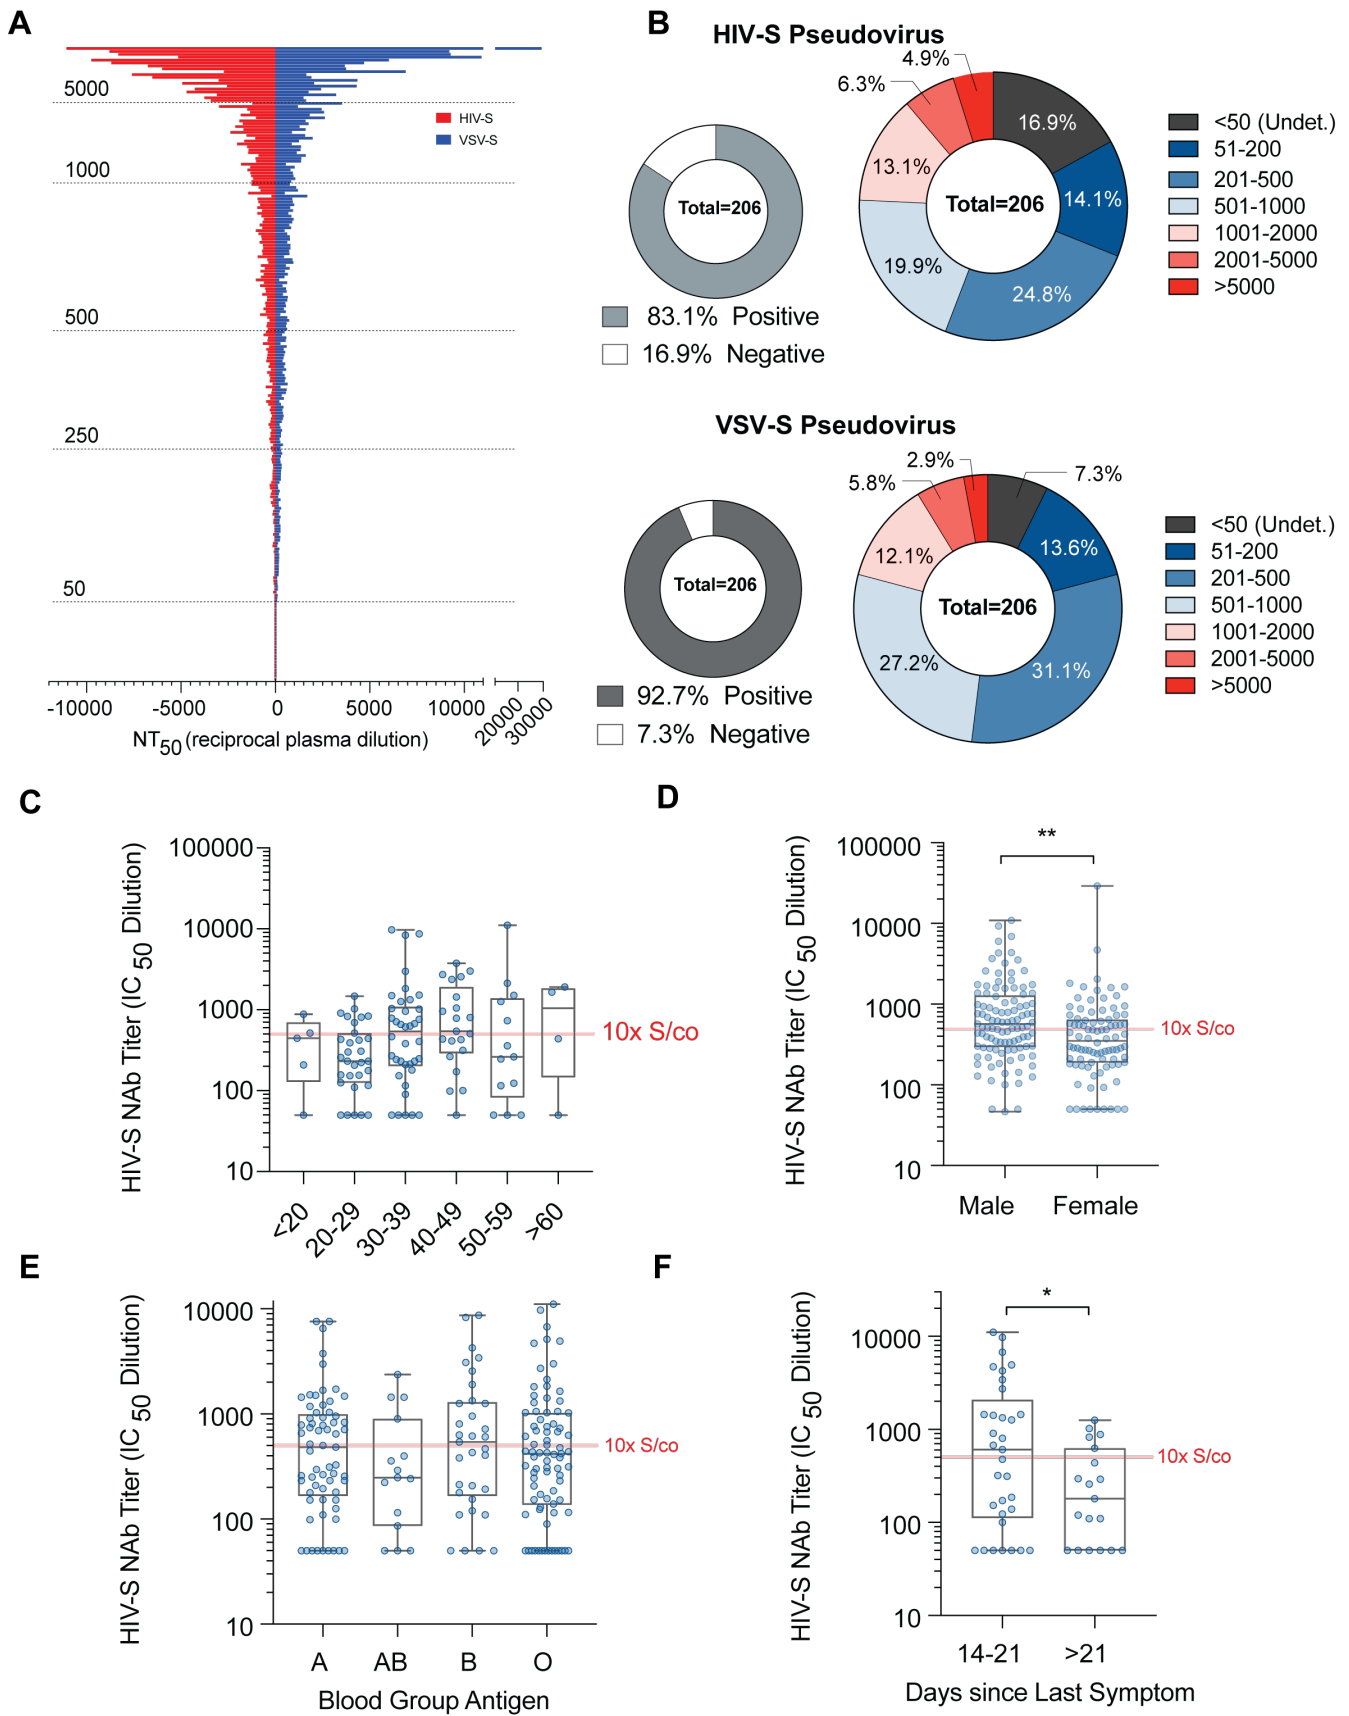 A
5000
1000
500
250
50
HIV-S
VSV-S
-10000 -5000 0 5000 10000 20000 30000
NT50 (reciprocal plasma dilution)
B
HIV-S Pseudovirus
Total=206
83.1% Positive
16.9% Negative
4.9%
6.3%
13.1%
19.9%
24.8%
14.1%
16.9%
Total=206
<50 (Undet.)
51-200
201-500
501-1000
1001-2000
2001-5000
>5000
VSV-S Pseudovirus
Total=206
92.7% Positive
7.3% Negative
2.9%
5.8%
12.1%
27.2%
31.1%
13.6%
7.3%
Total=206
<50 (Undet.)
51-200
201-500
501-1000
1001-2000
2001-5000
>5000
C
HIV-S NAb Titer (IC 50 Dilution)
100000
10000
1000
100
10
10x S/co
<20 20-29 30-39 40-49 50-59 >60
D
HIV-S NAb Titer (IC 50 Dilution)
100000
10000
1000
100
10
**
10x S/co
Male Female
E
HIV-S NAb Titer (IC 50 Dilution)
10000
1000
100
10
10x S/co
A AB B O
Blood Group Antigen
F
HIV-S NAb Titer (IC 50 Dilution)
10000
1000
100
10
*
10x S/co
14-21 >21
Days since Last Symptom